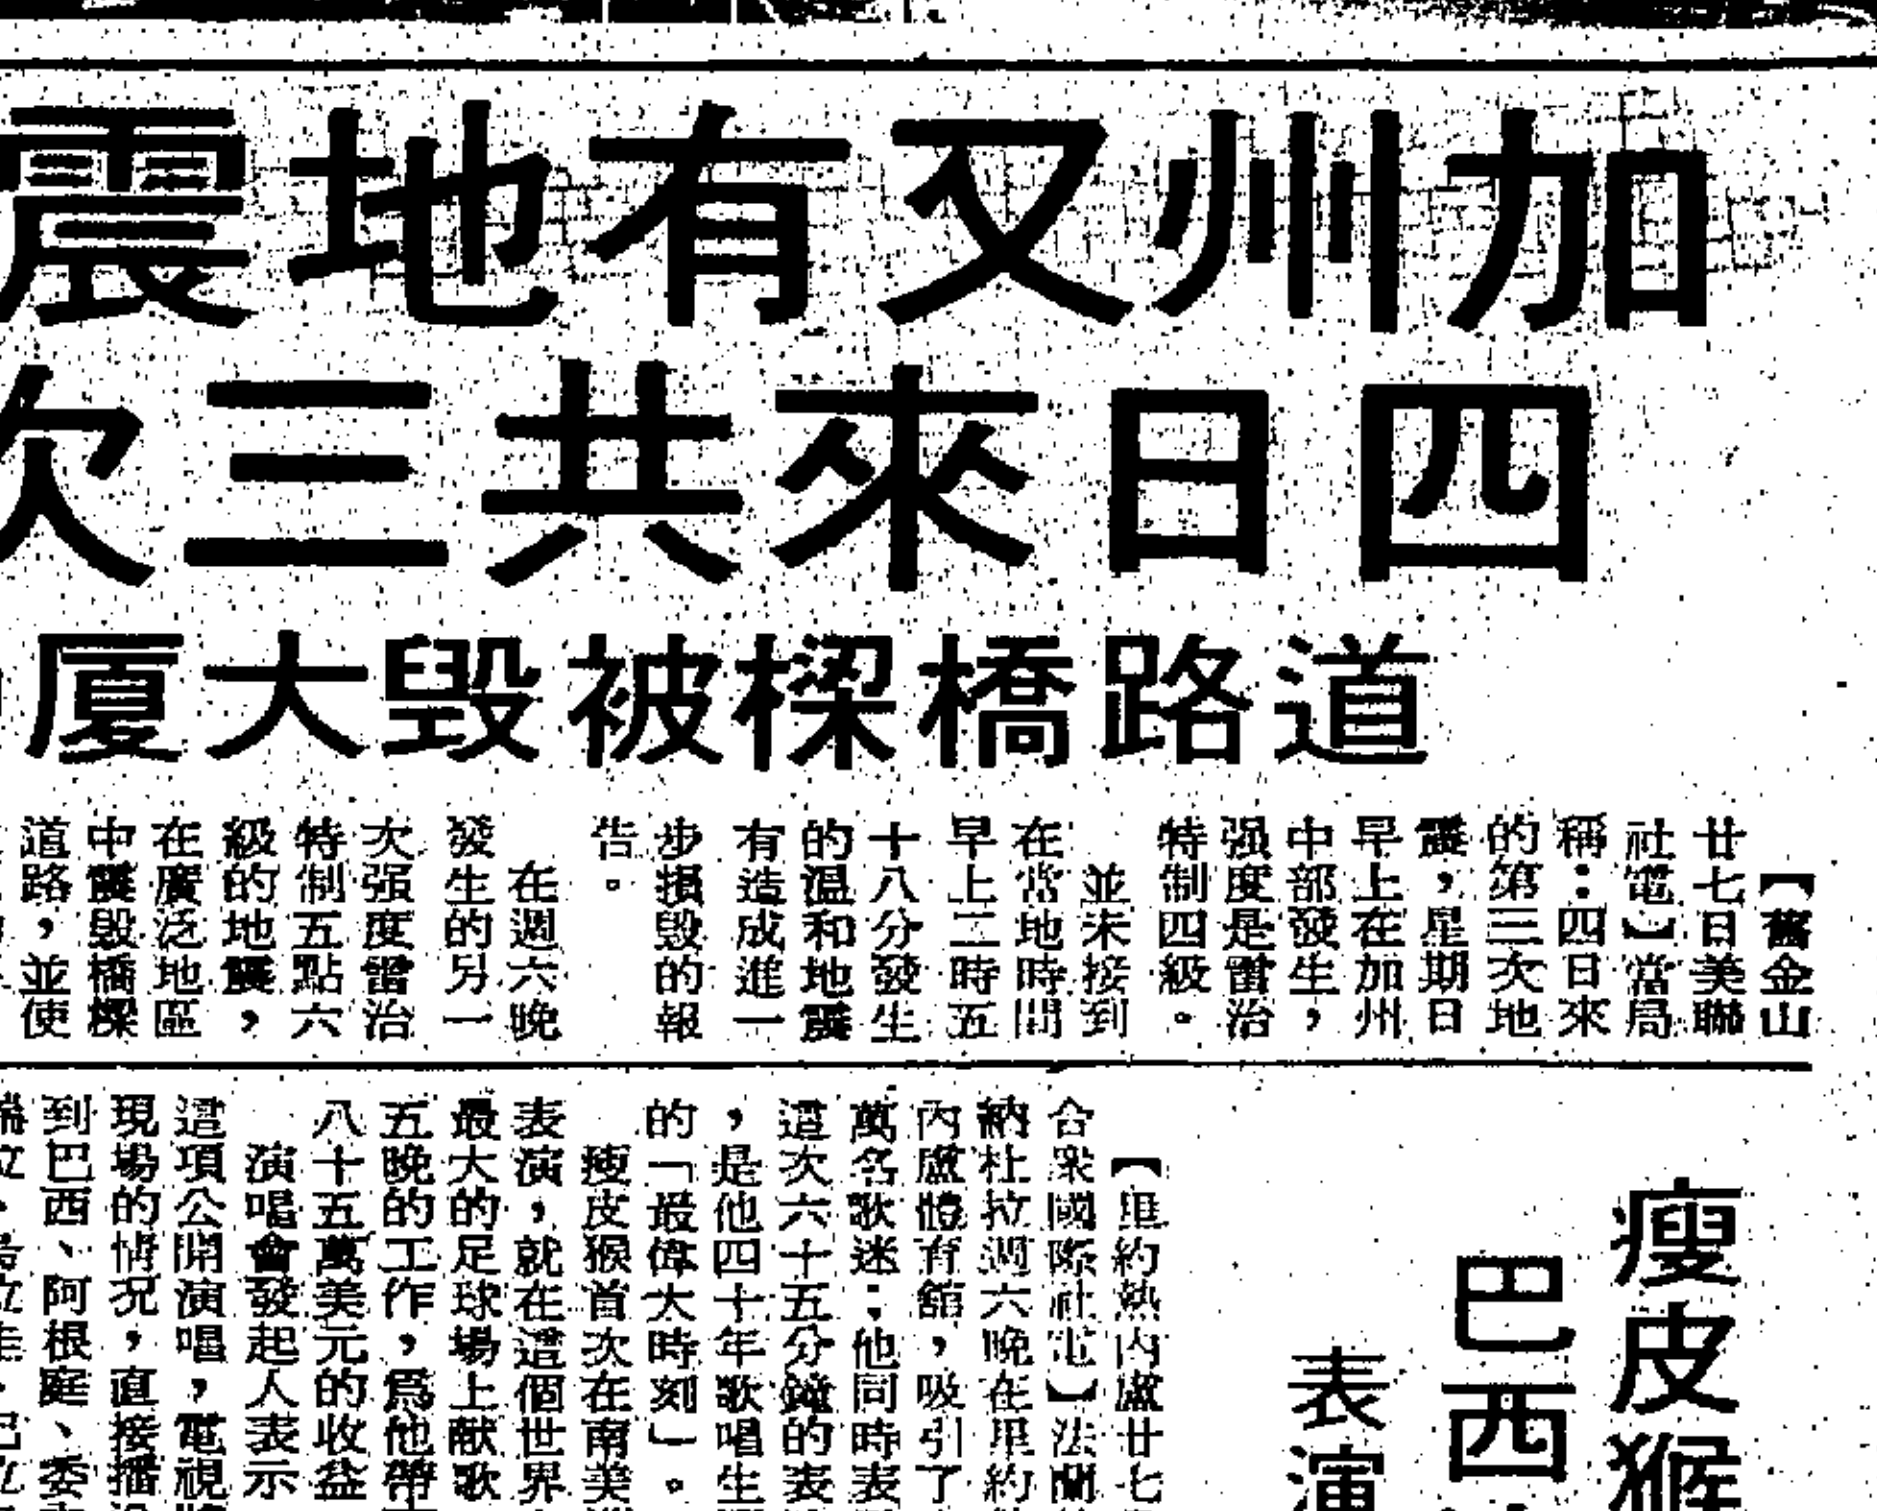 加州又有地震
四日來共三次
道路橋樑被毀大廈
【舊金山
廿七日美聯
社電】當局
稱：四日來
的第三次地
震，星期日
早上在加州
中部發生，
强度是雷治
特制四級。
並未接到
在當地時間
早上二時五
十八分發生
的溫和地震
有造成進一
步損毀的報
告。
在週六晚
發生的另一
次强度雷治
特制五點六
級的地震，
在廣泛地區
中震毀橋樑
道路，並使
瘦皮猴
巴西
表演
【里約熱內盧廿七
合衆國際社電】法蘭
納杜拉週六晚在里約
內盧體育館，吸引了
萬名歌迷；他同時表
這次六十五分鐘的表
，是他四十年歌唱生
的「最偉大時刻」。
瘦皮猴首次在南美
表演，就在這個世界
最大的足球場上献歌
五晚的工作，爲他帶
八十五萬美元的收益
演唱會發起人表示
這項公開演唱，電視
現場的情况，直接播
到巴西、阿根庭、委